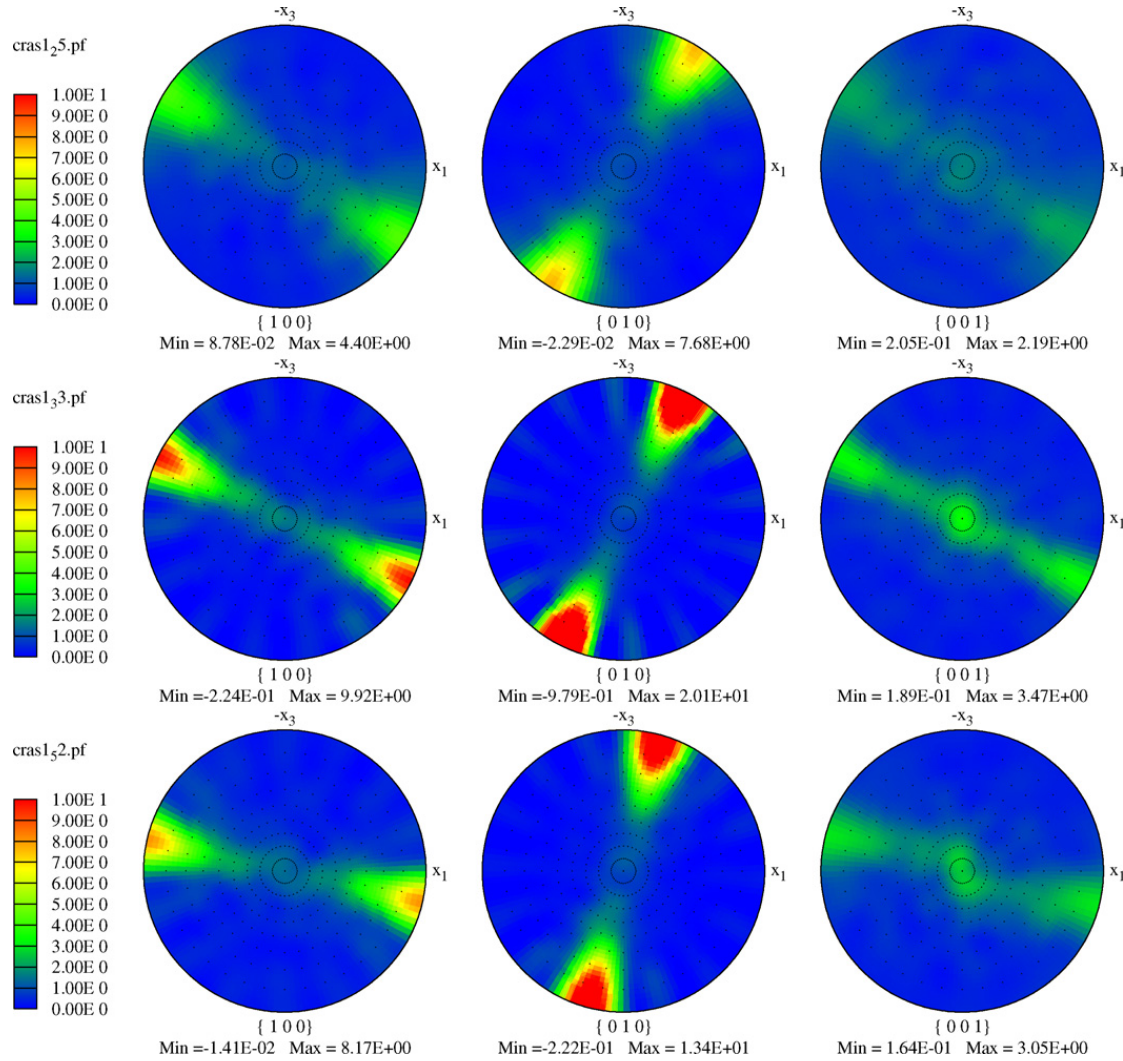 -x3 -x3 -x3
cras1₂5.pf
1.00E 1
9.00E 0
8.00E 0
7.00E 0
6.00E 0
5.00E 0
4.00E 0
3.00E 0
2.00E 0
1.00E 0
0.00E 0
x1 x1 x1
{ 1 0 0} { 0 1 0} { 0 0 1}
Min = 8.78E-02 Max = 4.40E+00 Min =-2.29E-02 Max = 7.68E+00 Min = 2.05E-01 Max = 2.19E+00
-x3 -x3 -x3
cras1₃3.pf
1.00E 1
9.00E 0
8.00E 0
7.00E 0
6.00E 0
5.00E 0
4.00E 0
3.00E 0
2.00E 0
1.00E 0
0.00E 0
x1 x1 x1
{ 1 0 0} { 0 1 0} { 0 0 1}
Min =-2.24E-01 Max = 9.92E+00 Min =-9.79E-01 Max = 2.01E+01 Min = 1.89E-01 Max = 3.47E+00
-x3 -x3 -x3
cras1₅2.pf
1.00E 1
9.00E 0
8.00E 0
7.00E 0
6.00E 0
5.00E 0
4.00E 0
3.00E 0
2.00E 0
1.00E 0
0.00E 0
x1 x1 x1
{ 1 0 0} { 0 1 0} { 0 0 1}
Min =-1.41E-02 Max = 8.17E+00 Min =-2.22E-01 Max = 1.34E+01 Min = 1.64E-01 Max = 3.05E+00